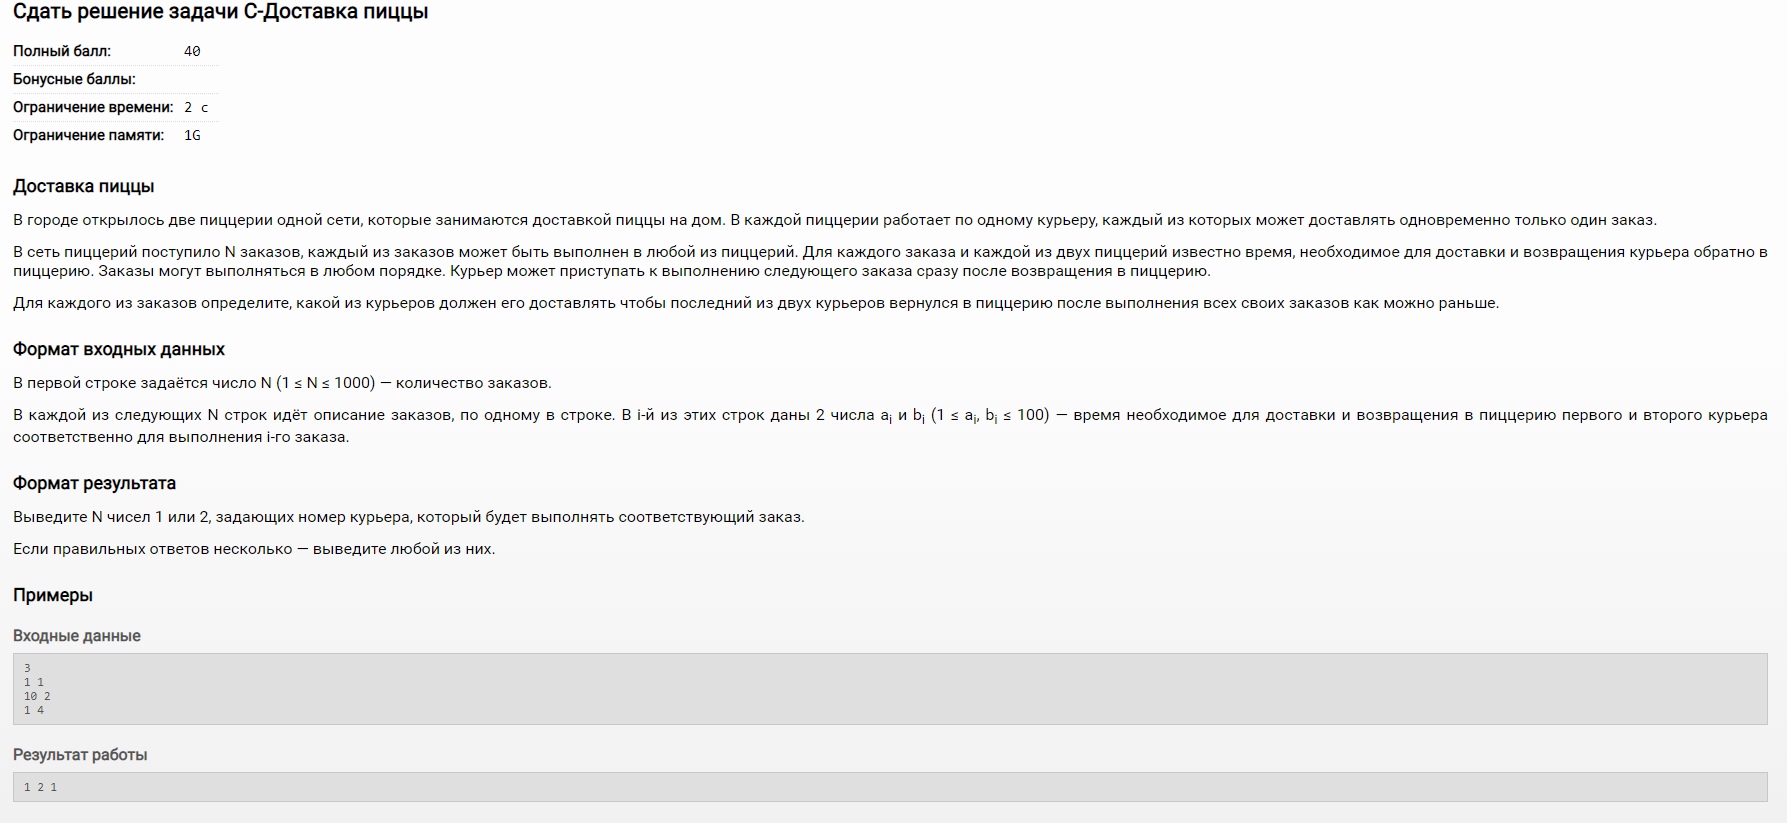 Сдать решение задачи C-Доставка пиццы
Полный балл: 40
Бонусные баллы:
Ограничение времени: 2 с
Ограничение памяти: 1G
Доставка пиццы
В городе открылось две пиццерии одной сети, которые занимаются доставкой пиццы на дом. В каждой пиццерии работает по одному курьеру, каждый из которых может доставлять одновременно только один заказ.
В сеть пиццерий поступило N заказов, каждый из заказов может быть выполнен в любой из пиццерий. Для каждого заказа и каждой из двух пиццерий известно время, необходимое для доставки и возвращения курьера обратно в
пиццерию. Заказы могут выполняться в любом порядке. Курьер может приступать к выполнению следующего заказа сразу после возвращения в пиццерию.
Для каждого из заказов определите, какой из курьеров должен его доставлять чтобы последний из двух курьеров вернулся в пиццерию после выполнения всех своих заказов как можно раньше.
Формат входных данных
В первой строке задаётся число N (1 ≤ N ≤ 1000) — количество заказов.
В каждой из следующих N строк идёт описание заказов, по одному в строке. В i-й из этих строк даны 2 числа aᵢ и bᵢ (1 ≤ aᵢ, bᵢ ≤ 100) — время необходимое для доставки и возвращения в пиццерию первого и второго курьера
соответственно для выполнения i-го заказа.
Формат результата
Выведите N чисел 1 или 2, задающих номер курьера, который будет выполнять соответствующий заказ.
Если правильных ответов несколько — выведите любой из них.
Примеры
Входные данные
3
1 1
10 2
1 4
Результат работы
1 2 1